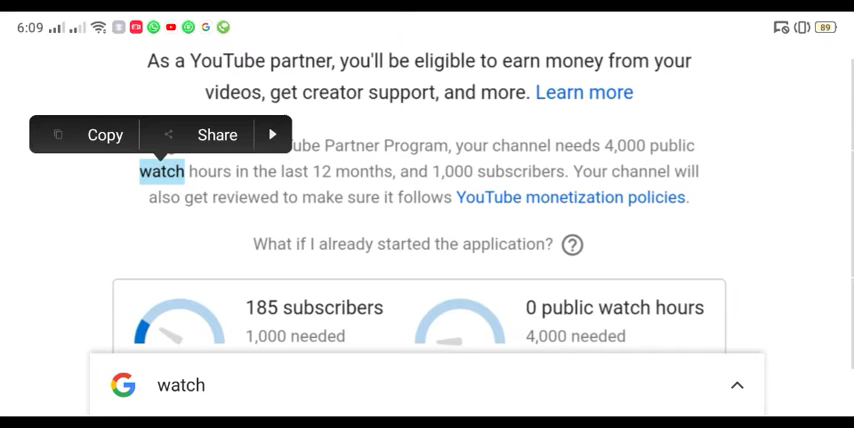 6:09
89
As a YouTube partner, you'll be eligible to earn money from your
videos, get creator support, and more. Learn more
Copy Share
ube Partner Program, your channel needs 4,000 public
watch hours in the last 12 months, and 1,000 subscribers. Your channel will
also get reviewed to make sure it follows YouTube monetization policies.
What if I already started the application? ?
185 subscribers
1,000 needed
0 public watch hours
4,000 needed
G watch